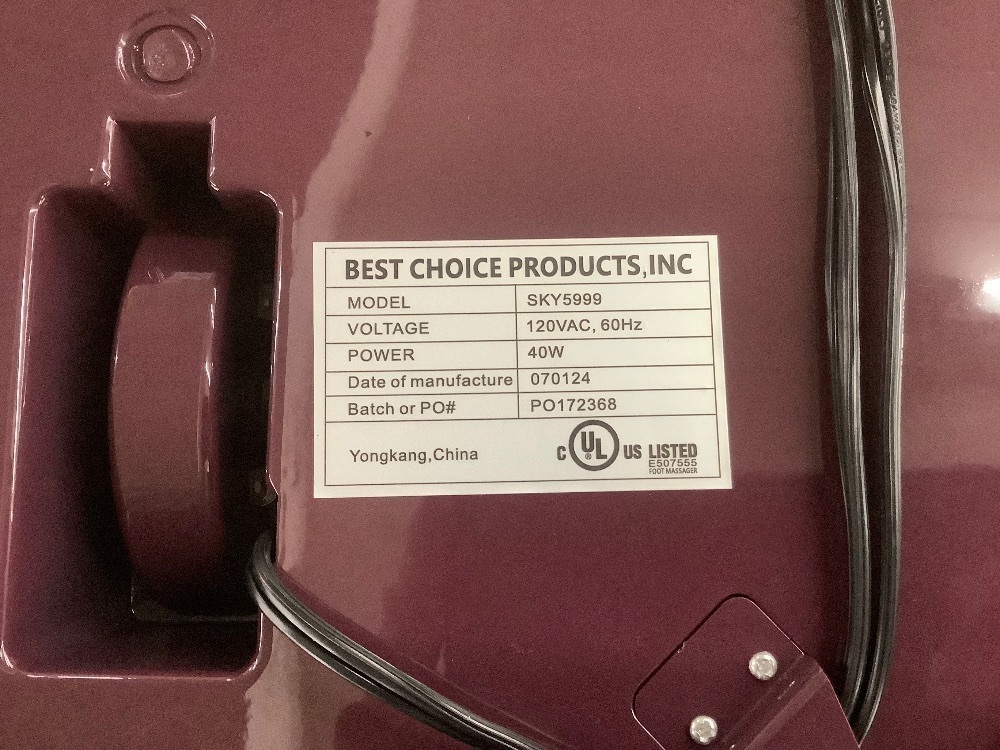 BEST CHOICE PRODUCTS,INC
MODEL SKY5999
VOLTAGE 120VAC, 60Hz
POWER 40W
Date of manufacture 070124
Batch or PO# PO172368
Yongkang,China
C UL US LISTED
®
E507555
FOOT MASSAGER